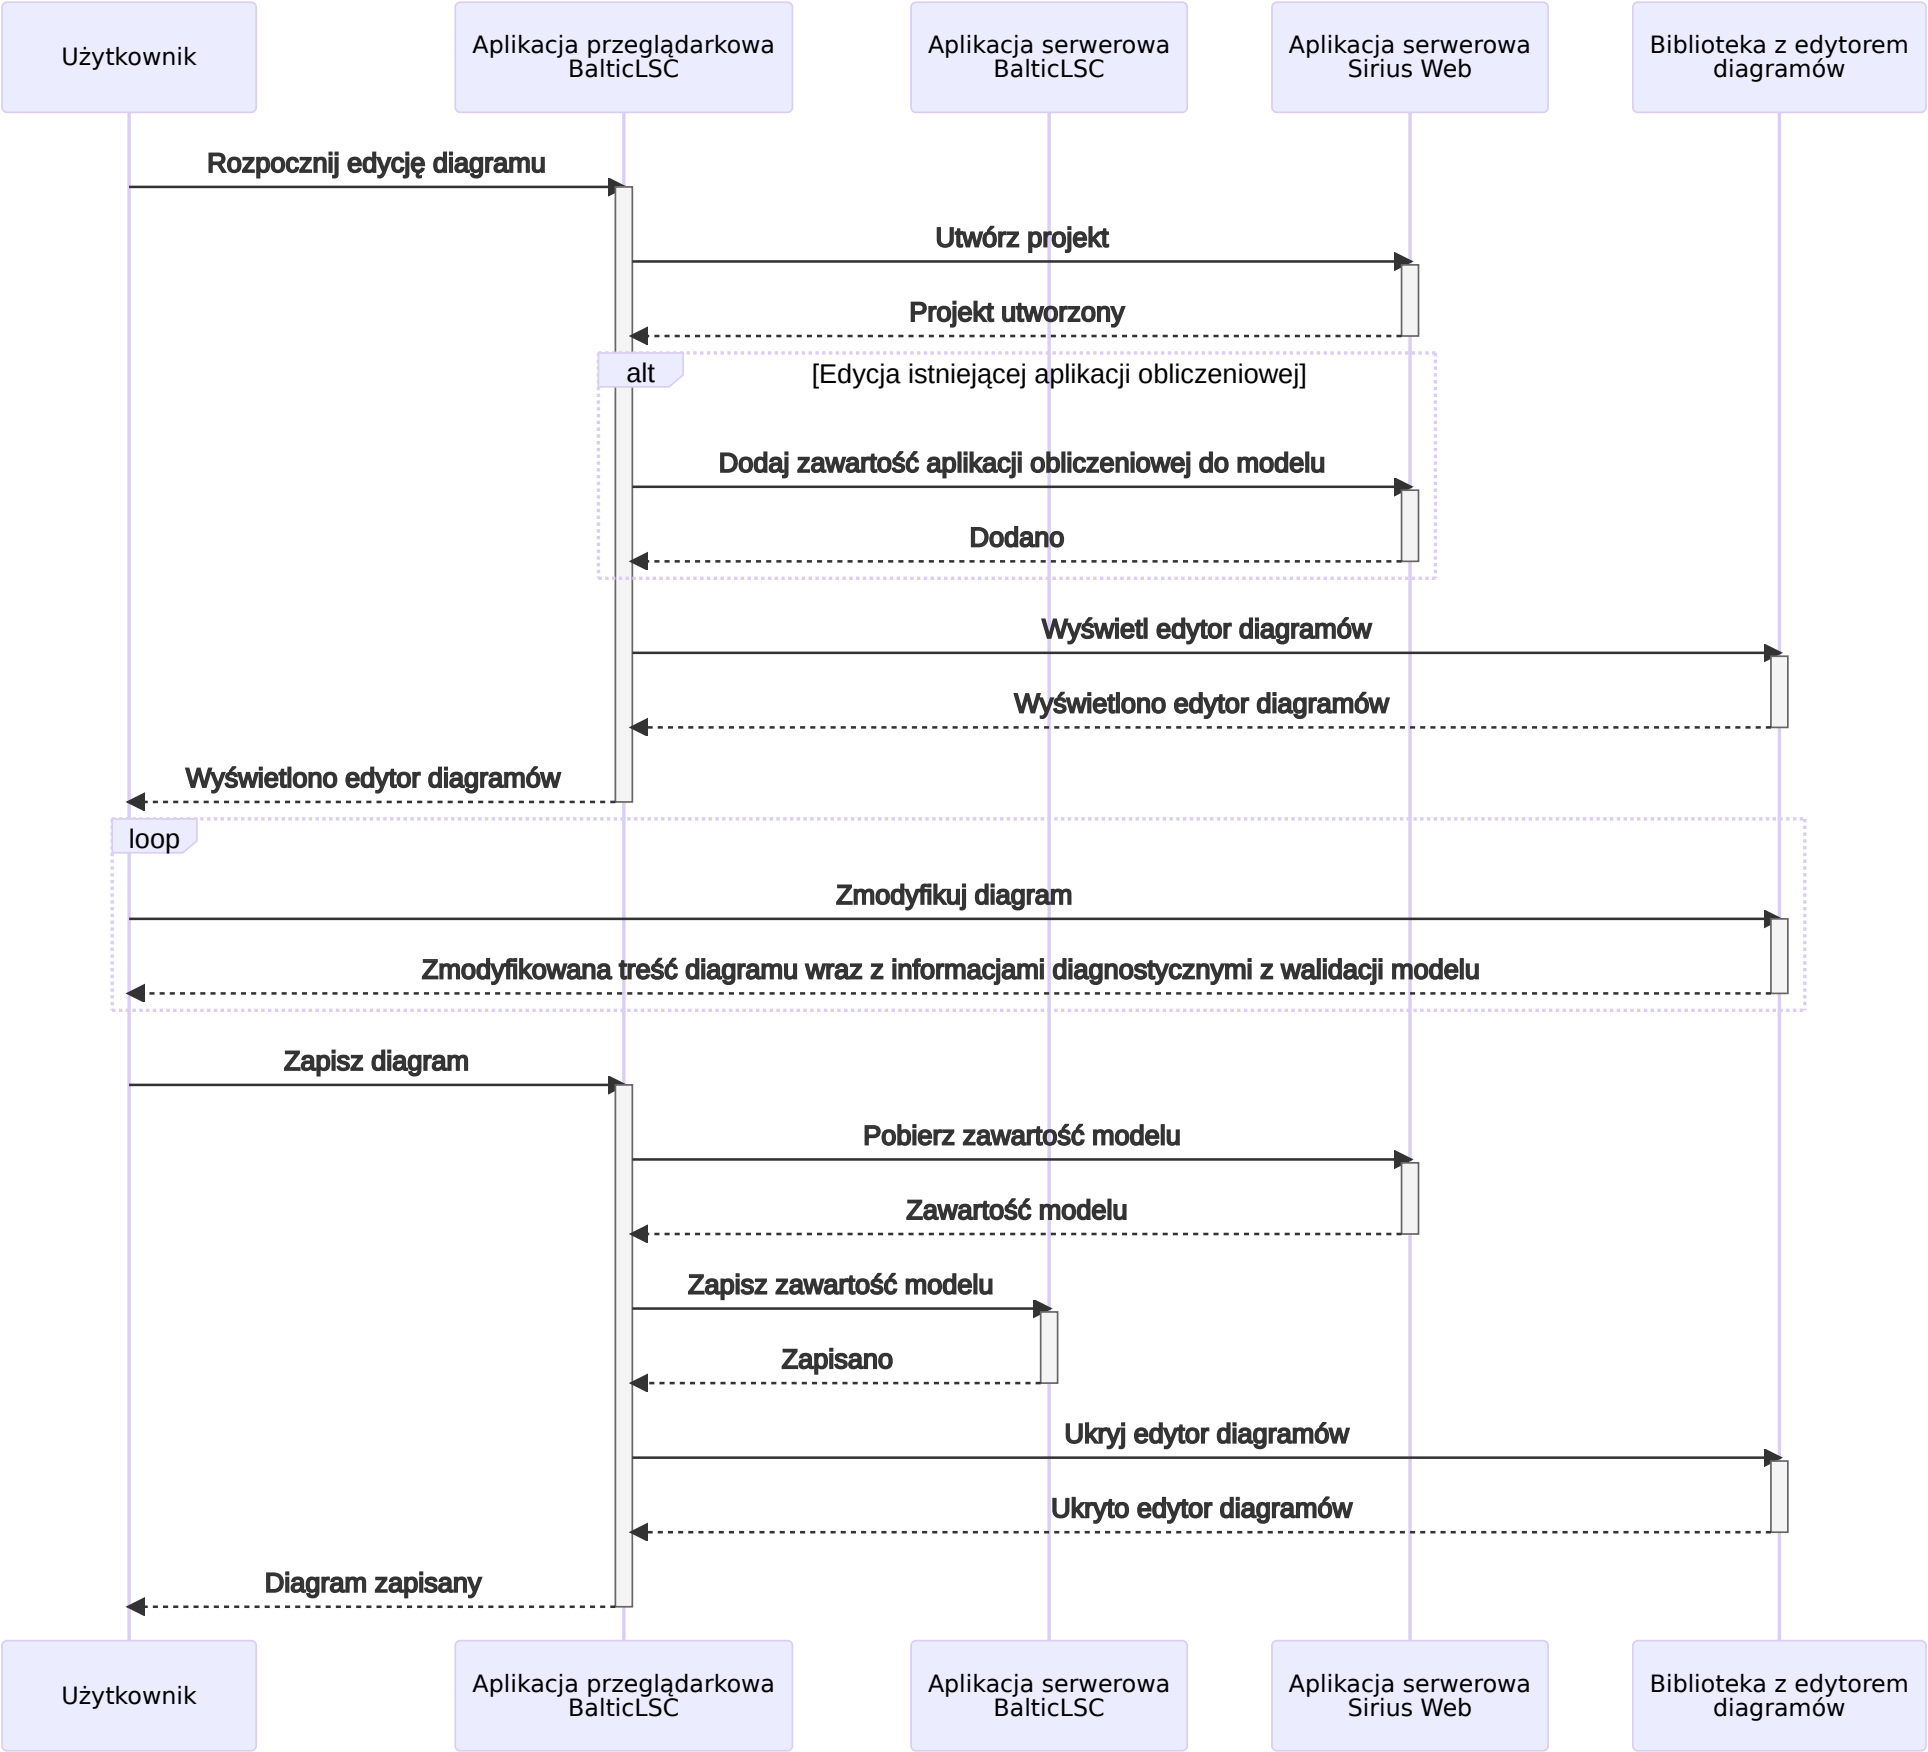 Użytkownik
Aplikacja przeglądarkowa
BalticLSC
Aplikacja serwerowa
BalticLSC
Aplikacja serwerowa
Sirius Web
Biblioteka z edytorem
diagramów
Rozpocznij edycję diagramu
Utwórz projekt
Projekt utworzony
alt
[Edycja istniejącej aplikacji obliczeniowej]
Dodaj zawartość aplikacji obliczeniowej do modelu
Dodano
Wyświetl edytor diagramów
Wyświetlono edytor diagramów
Wyświetlono edytor diagramów
loop
Zmodyfikuj diagram
Zmodyfikowana treść diagramu wraz z informacjami diagnostycznymi z walidacji modelu
Zapisz diagram
Pobierz zawartość modelu
Zawartość modelu
Zapisz zawartość modelu
Zapisano
Ukryj edytor diagramów
Ukryto edytor diagramów
Diagram zapisany
Użytkownik
Aplikacja przeglądarkowa
BalticLSC
Aplikacja serwerowa
BalticLSC
Aplikacja serwerowa
Sirius Web
Biblioteka z edytorem
diagramów